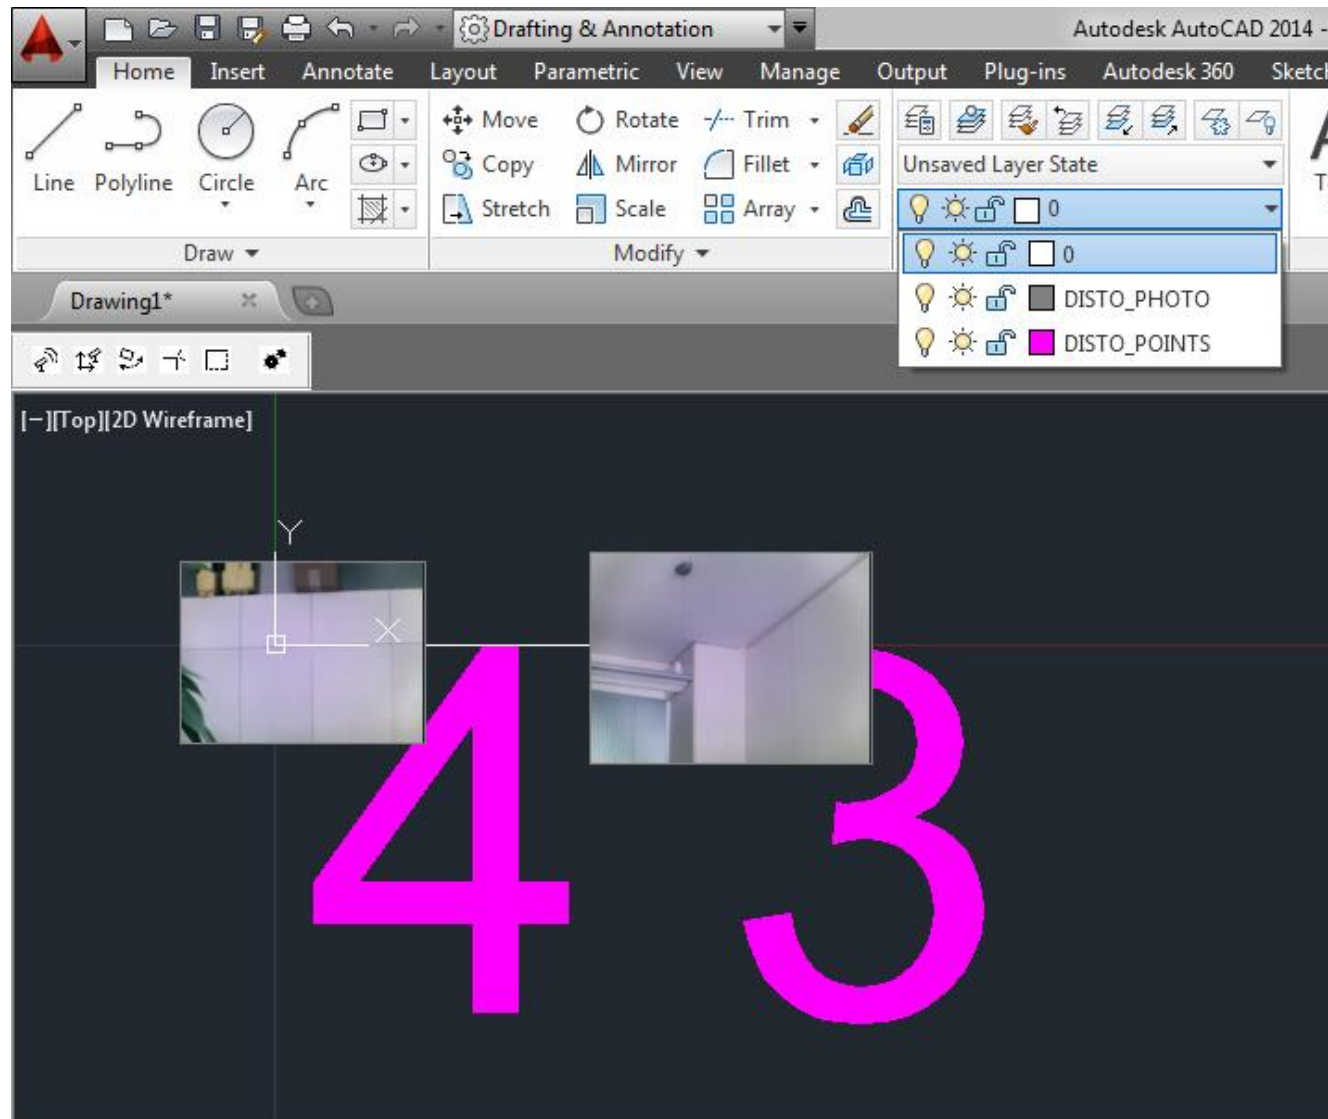 Drafting & Annotation
Autodesk AutoCAD 2014 -
Home Insert Annotate Layout Parametric View Manage Output Plug-ins Autodesk 360 Sketch
Move Rotate Trim
Copy Mirror Fillet Unsaved Layer State
Line Polyline Circle Arc
Stretch Scale Array 0
Draw Modify 0
Drawing1* DISTO_PHOTO
DISTO_POINTS
[−][Top][2D Wireframe]
Y
X
4 3